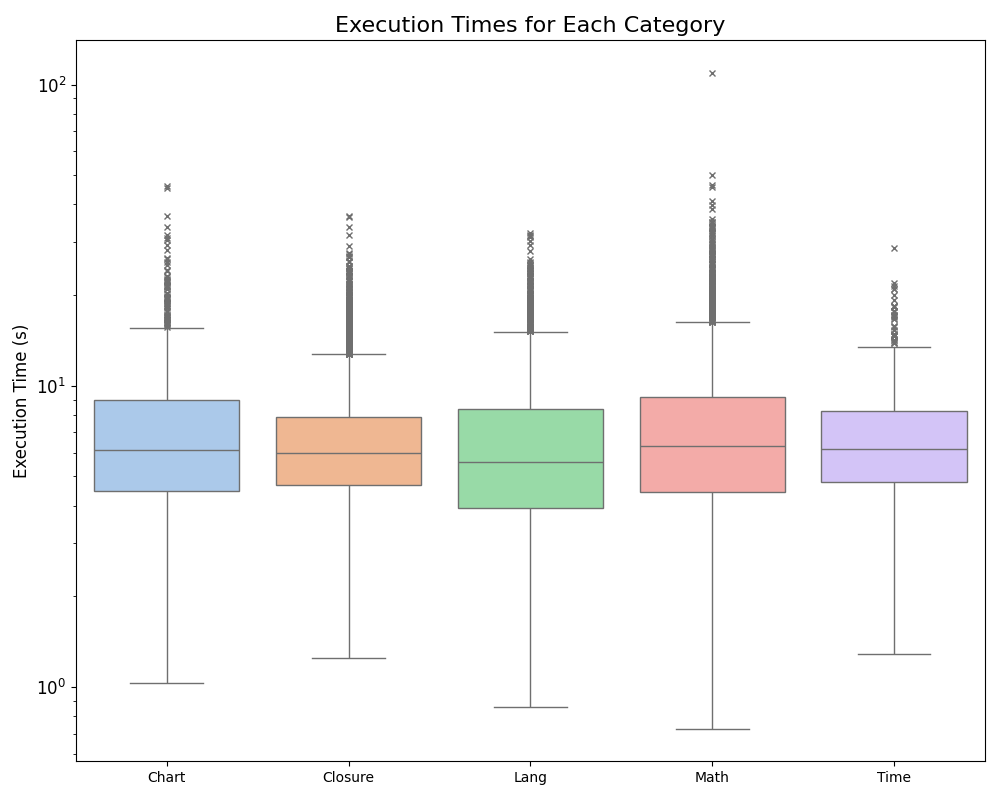 Execution Times for Each Category
Execution Time (s)
10²
10¹
10⁰
Chart Closure Lang Math Time